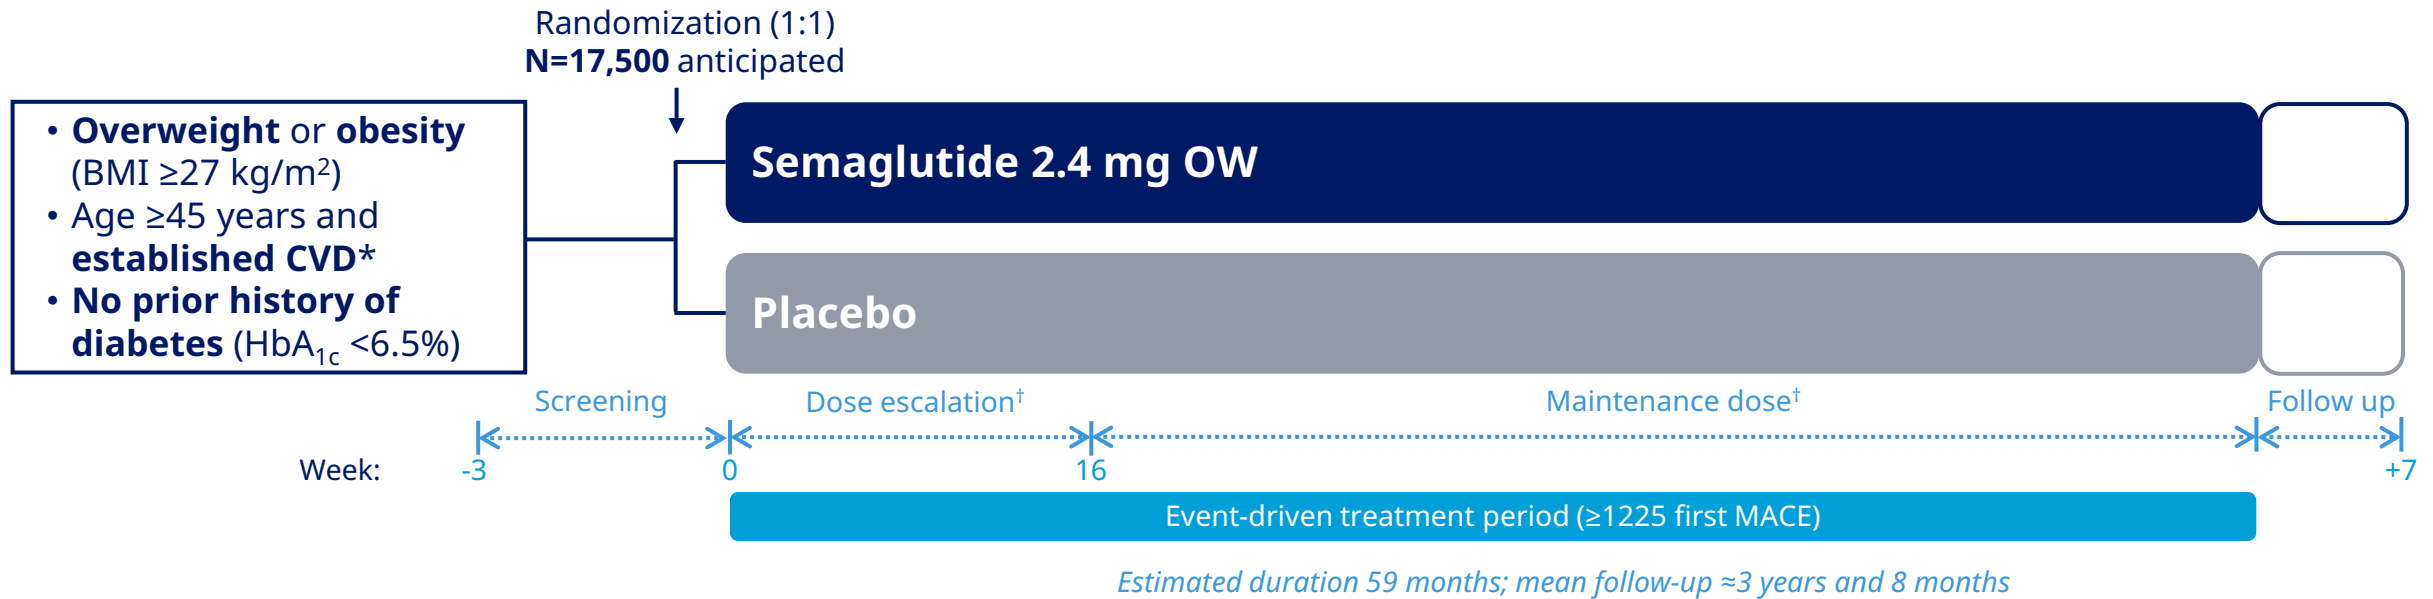 Randomization (1:1)
N=17,500 anticipated
• Overweight or obesity
(BMI ≥27 kg/m²)
• Age ≥45 years and
established CVD*
• No prior history of
diabetes (HbA₁c <6.5%)
Semaglutide 2.4 mg OW
Placebo
Screening
Dose escalation†
Maintenance dose†
Follow up
Week: -3 0 16 +7
Event-driven treatment period (≥1225 first MACE)
Estimated duration 59 months; mean follow-up ≈3 years and 8 months